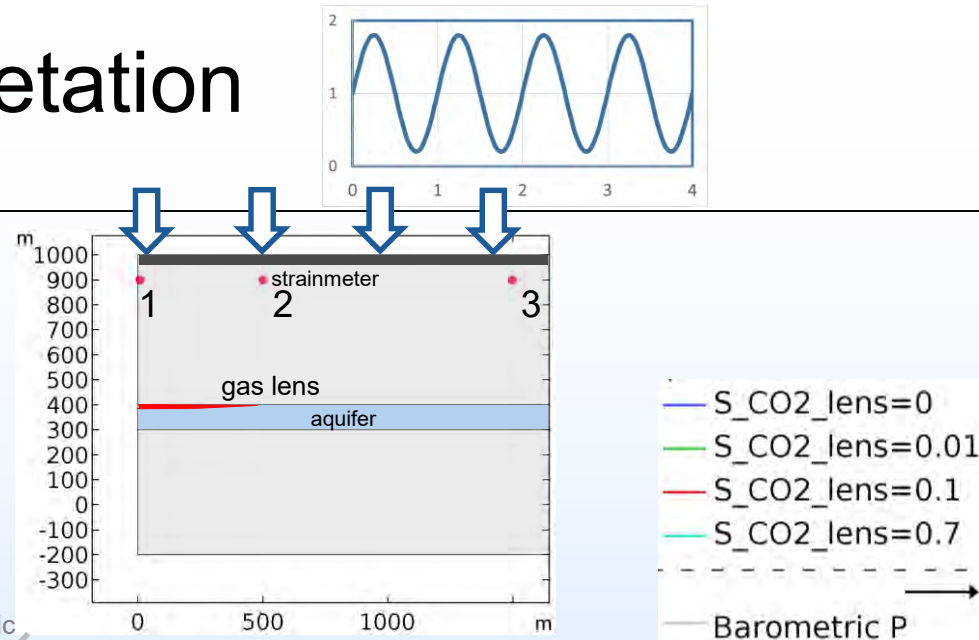 etation
2
1
0
0 1 2 3 4
m
1000
900
800
700
600
500
400
300
200
100
0
-100
-200
-300
strainmeter
1 2 3
gas lens
aquifer
0 500 1000 m
ic
S_CO2_lens=0
S_CO2_lens=0.01
S_CO2_lens=0.1
S_CO2_lens=0.7
Barometric P